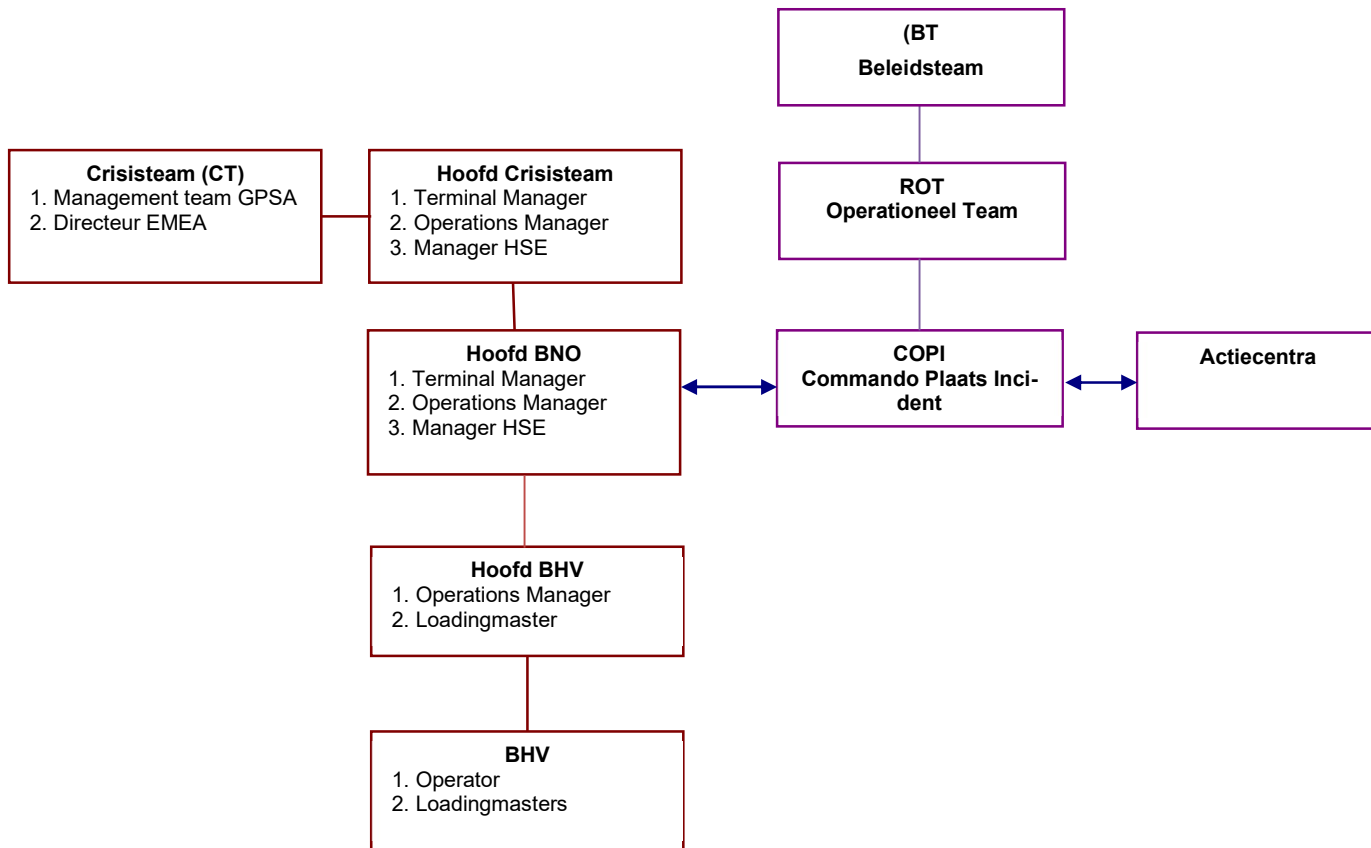 (BT
Beleidsteam
Crisisteam (CT)
1. Management team GPSA
2. Directeur EMEA
Hoofd Crisisteam
1. Terminal Manager
2. Operations Manager
3. Manager HSE
ROT
Operationeel Team
Hoofd BNO
1. Terminal Manager
2. Operations Manager
3. Manager HSE
COPI
Commando Plaats Inci-
dent
Actiecentra
Hoofd BHV
1. Operations Manager
2. Loadingmaster
BHV
1. Operator
2. Loadingmasters